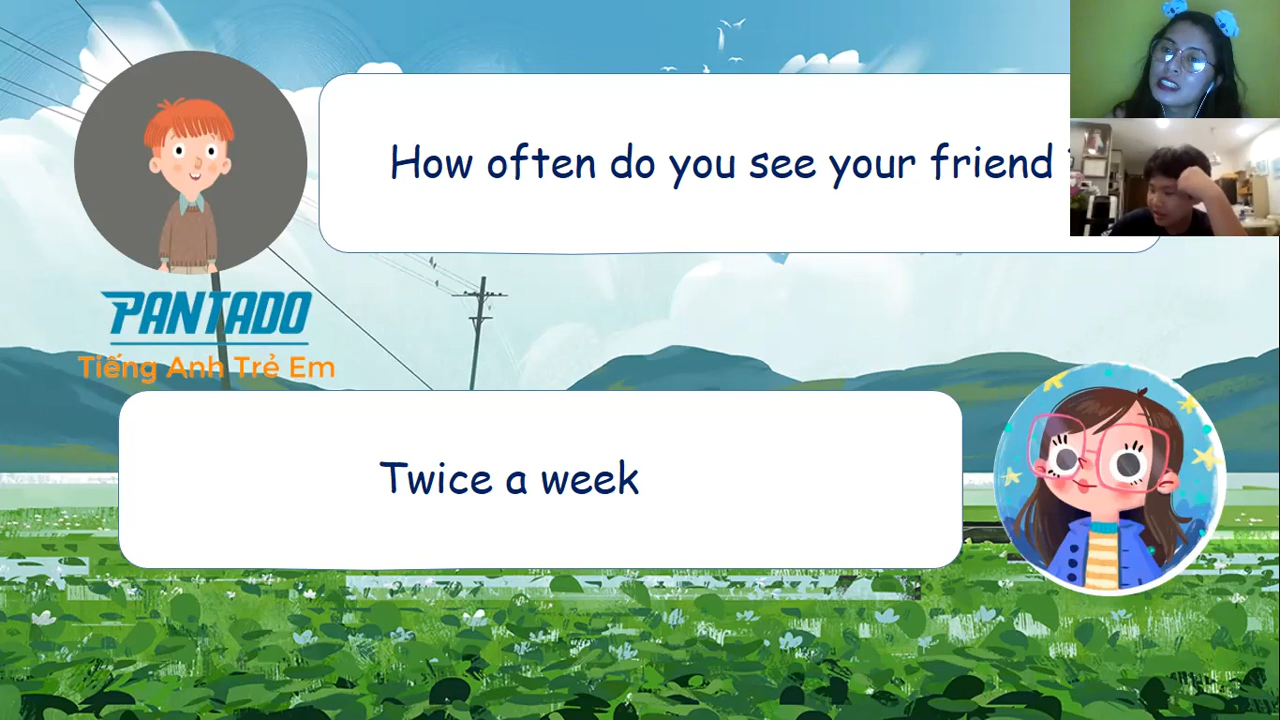 How often do you see your friend
PANTADO
Tiếng Anh Trẻ Em
Twice a week